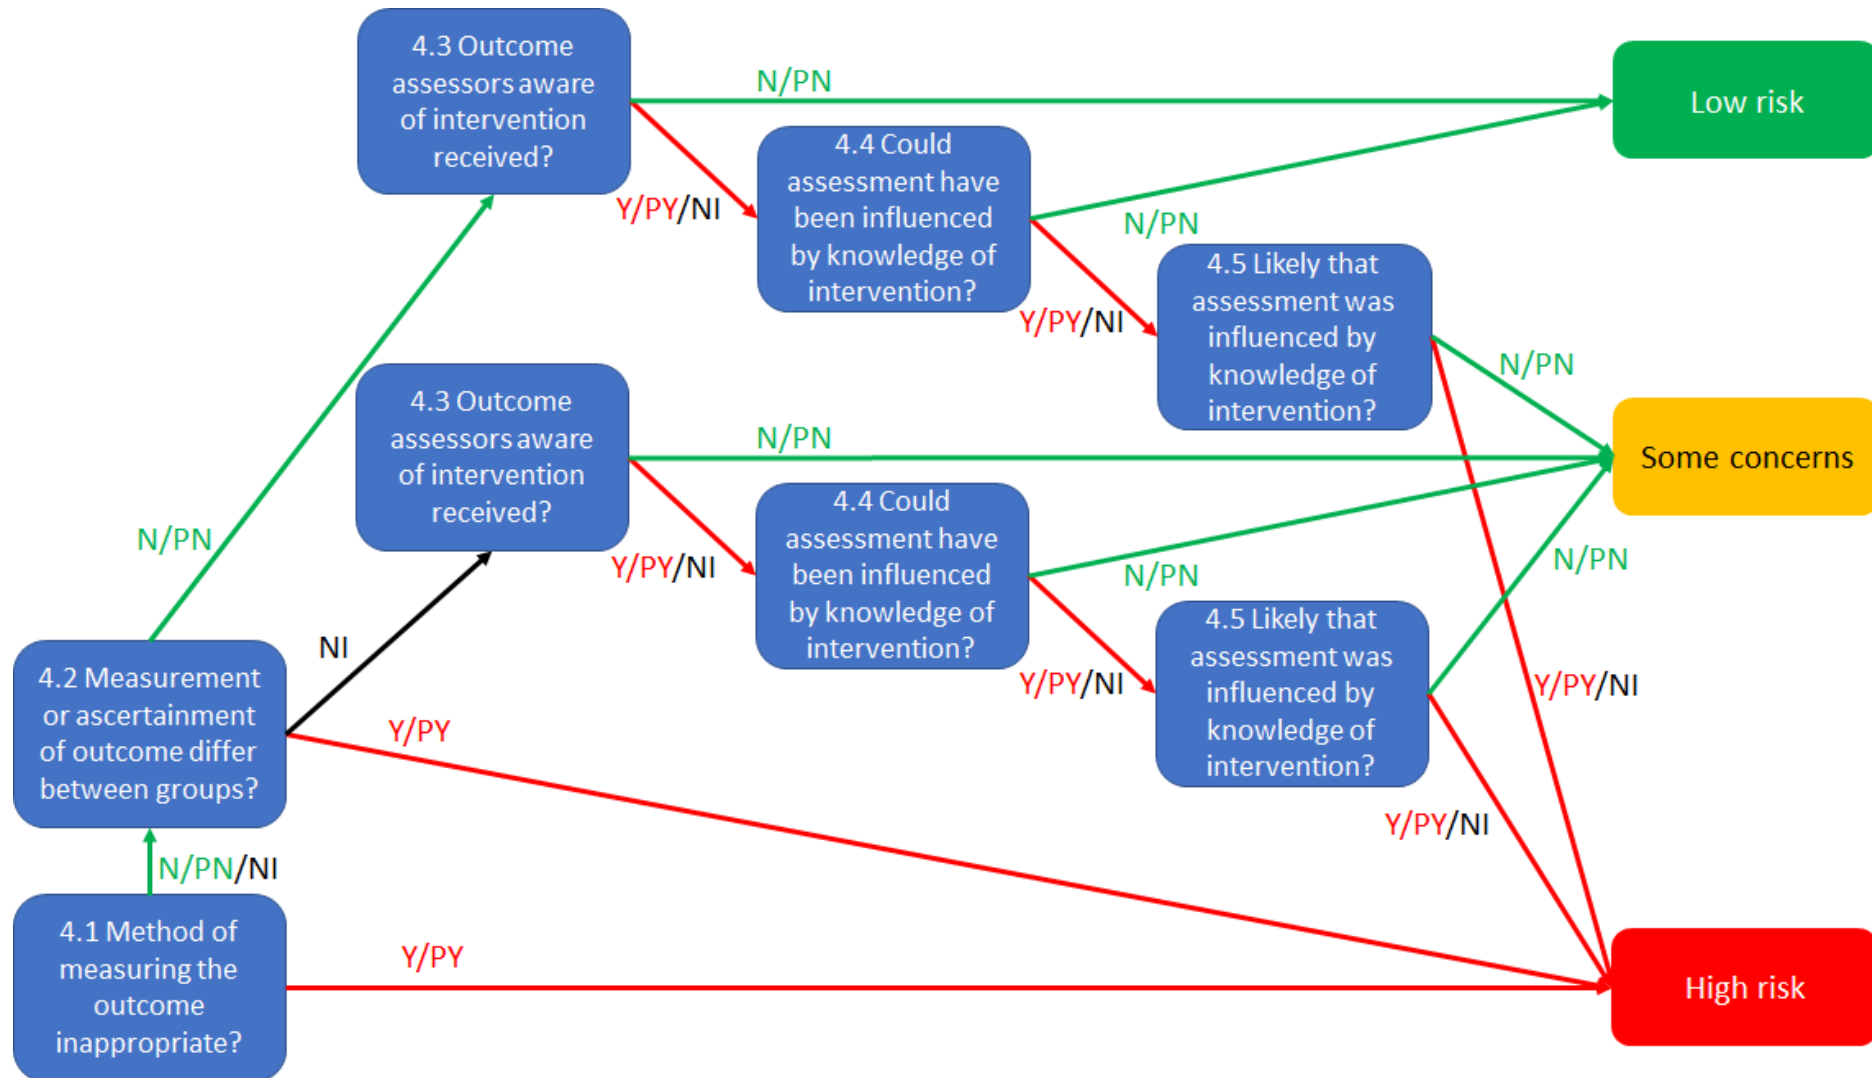 4.3 Outcome
assessors aware
of intervention
received?
N/PN
Low risk
Y/PY/NI
4.4 Could
assessment have
been influenced
by knowledge of
intervention?
N/PN
Y/PY/NI
4.5 Likely that
assessment was
influenced by
knowledge of
intervention?
N/PN
Some concerns
4.3 Outcome
assessors aware
of intervention
received?
N/PN
N/PN
Y/PY/NI
4.4 Could
assessment have
been influenced
by knowledge of
intervention?
N/PN
N/PN
Y/PY/NI
4.5 Likely that
assessment was
influenced by
knowledge of
intervention?
Y/PY/NI
Y/PY/NI
NI
4.2 Measurement
or ascertainment
of outcome differ
between groups?
Y/PY
N/PN/NI
4.1 Method of
measuring the
outcome
inappropriate?
Y/PY
High risk